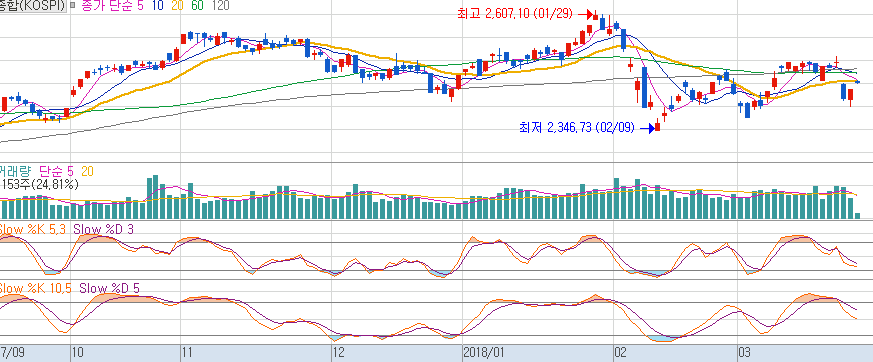 종합(KOSPI) 종가 단순 5 10 20 60 120
최고 2,607,10 (01/29)
최저 2,346,73 (02/09)
거래량 단순 5 20
153주(24,81%)
Slow %K 5,3 Slow %D 3
Slow %K 10,5 Slow %D 5
7/09 10 11 12 2018/01 02 03